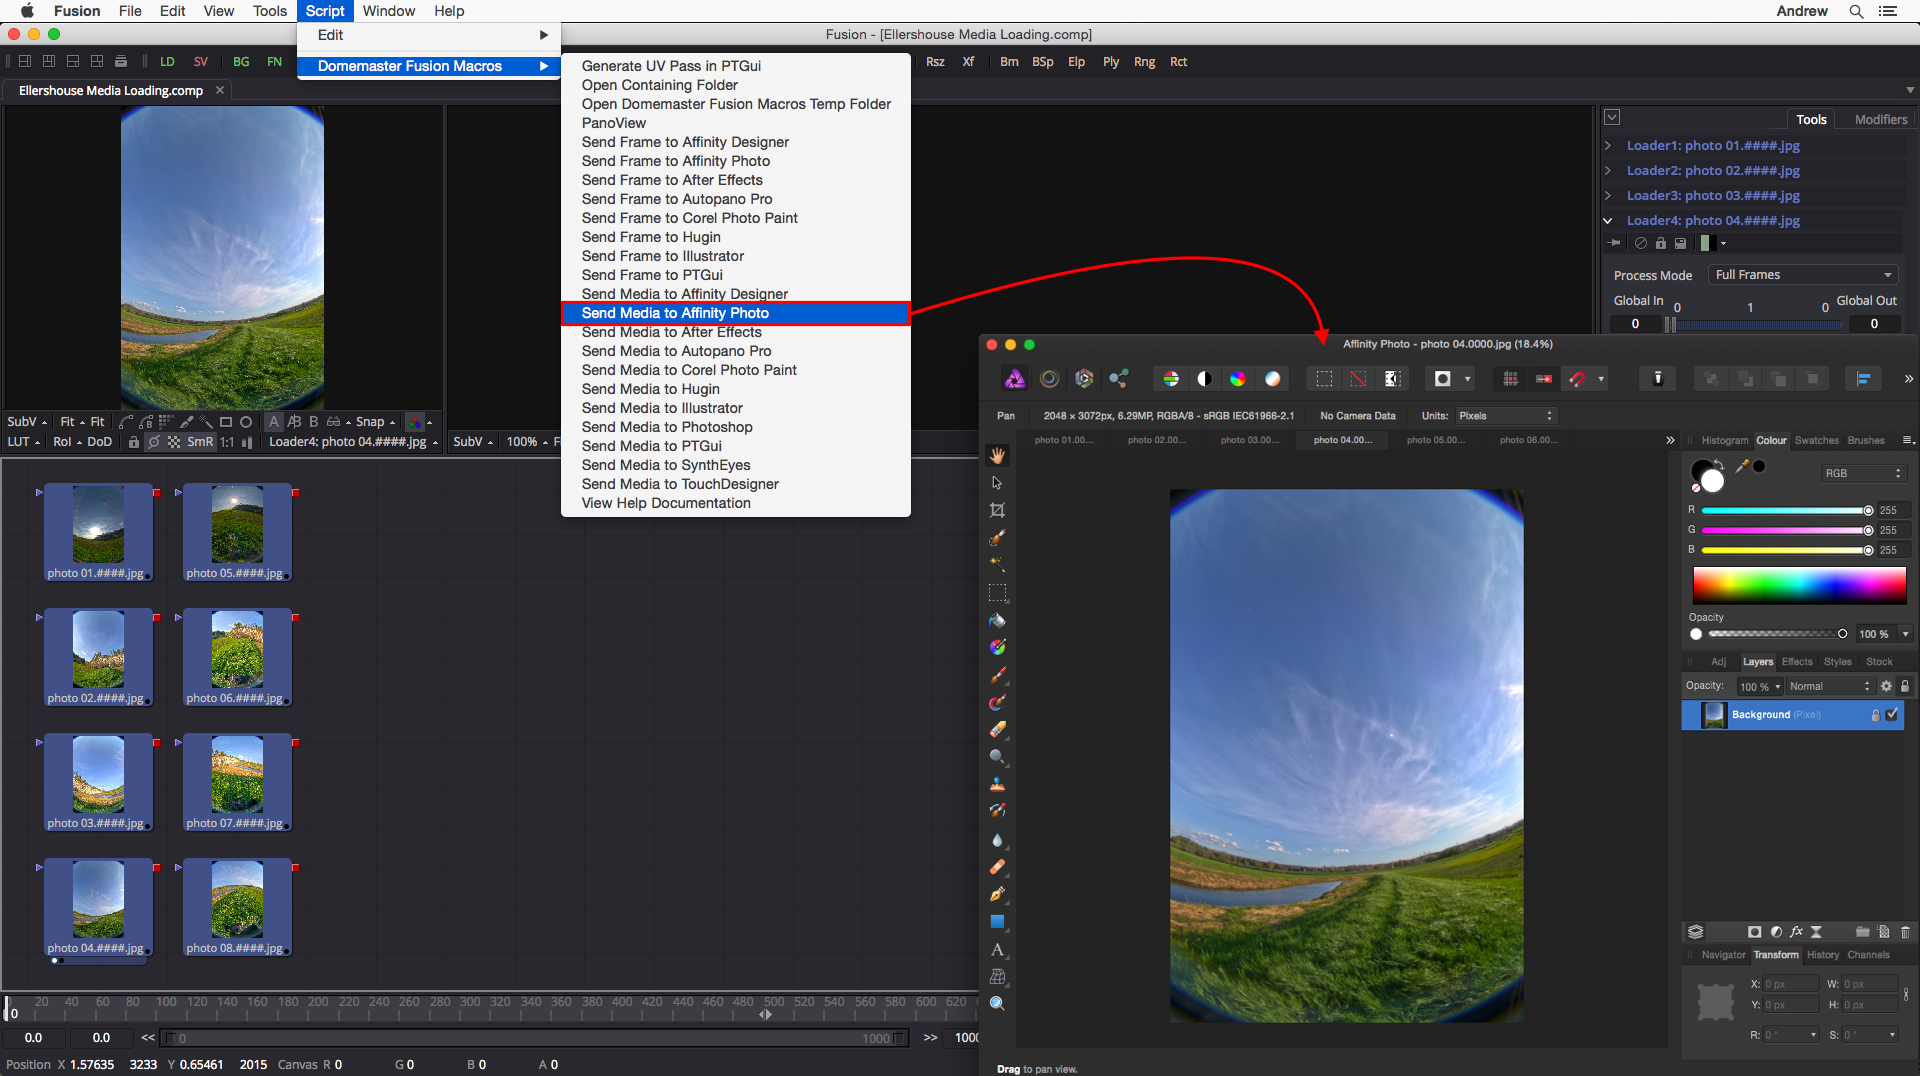 Fusion File Edit View Tools Script Window Help Andrew
Fusion - [Ellershouse Media Loading.comp]
Edit
Domemaster Fusion Macros
LD SV BG FN
Rsz Xf Bm BSp Elp Ply Rng Rct
Ellershouse Media Loading.comp
Generate UV Pass in PTGui
Open Containing Folder
Open Domemaster Fusion Macros Temp Folder
PanoView
Send Frame to Affinity Designer
Send Frame to Affinity Photo
Send Frame to After Effects
Send Frame to Autopano Pro
Send Frame to Corel Photo Paint
Send Frame to Hugin
Send Frame to Illustrator
Send Frame to PTGui
Send Media to Affinity Designer
Send Media to Affinity Photo
Send Media to After Effects
Send Media to Autopano Pro
Send Media to Corel Photo Paint
Send Media to Hugin
Send Media to Illustrator
Send Media to Photoshop
Send Media to PTGui
Send Media to SynthEyes
Send Media to TouchDesigner
View Help Documentation
Tools Modifiers
Loader1: photo 01.####.jpg
Loader2: photo 02.####.jpg
Loader3: photo 03.####.jpg
Loader4: photo 04.####.jpg
Process Mode Full Frames
Global In 0 1 0 Global Out
0 0
SubV Fit Fit A B Snap
LUT RoI DoD SmR 1:1 Loader4: photo 04.####.jpg
SubV 100%
photo 01.####.jpg photo 05.####.jpg
photo 02.####.jpg photo 06.####.jpg
photo 03.####.jpg photo 07.####.jpg
photo 04.####.jpg photo 08.####.jpg
20 40 60 80 100 120 140 160 180 200 220 240 260 280 300 320 340 360 380 400 420 440 460 480 500 520 540 560 580 600 620
0
0.0 0.0 << 0 1000 >> 1000
Position X 1.57635 3233 Y 0.65461 2015 Canvas R 0 G 0 B 0 A 0
Affinity Photo - photo 04.0000.jpg (18.4%)
Pan 2048 × 3072px, 6.29MP, RGBA/8 - sRGB IEC61966-2.1 No Camera Data Units: Pixels
photo 01.00... photo 02.00... photo 03.00... photo 04.00... photo 05.00... photo 06.00...
Histogram Colour Swatches Brushes
RGB
R 255
G 255
B 255
Opacity
100 %
Adj Layers Effects Styles Stock
Opacity: 100 % Normal
Background (Pixel)
fx
A
Navigator Transform History Channels
X: 0 px W: 0 px
Y: 0 px H: 0 px
R: 0 ° S: 0 °
Drag to pan view.